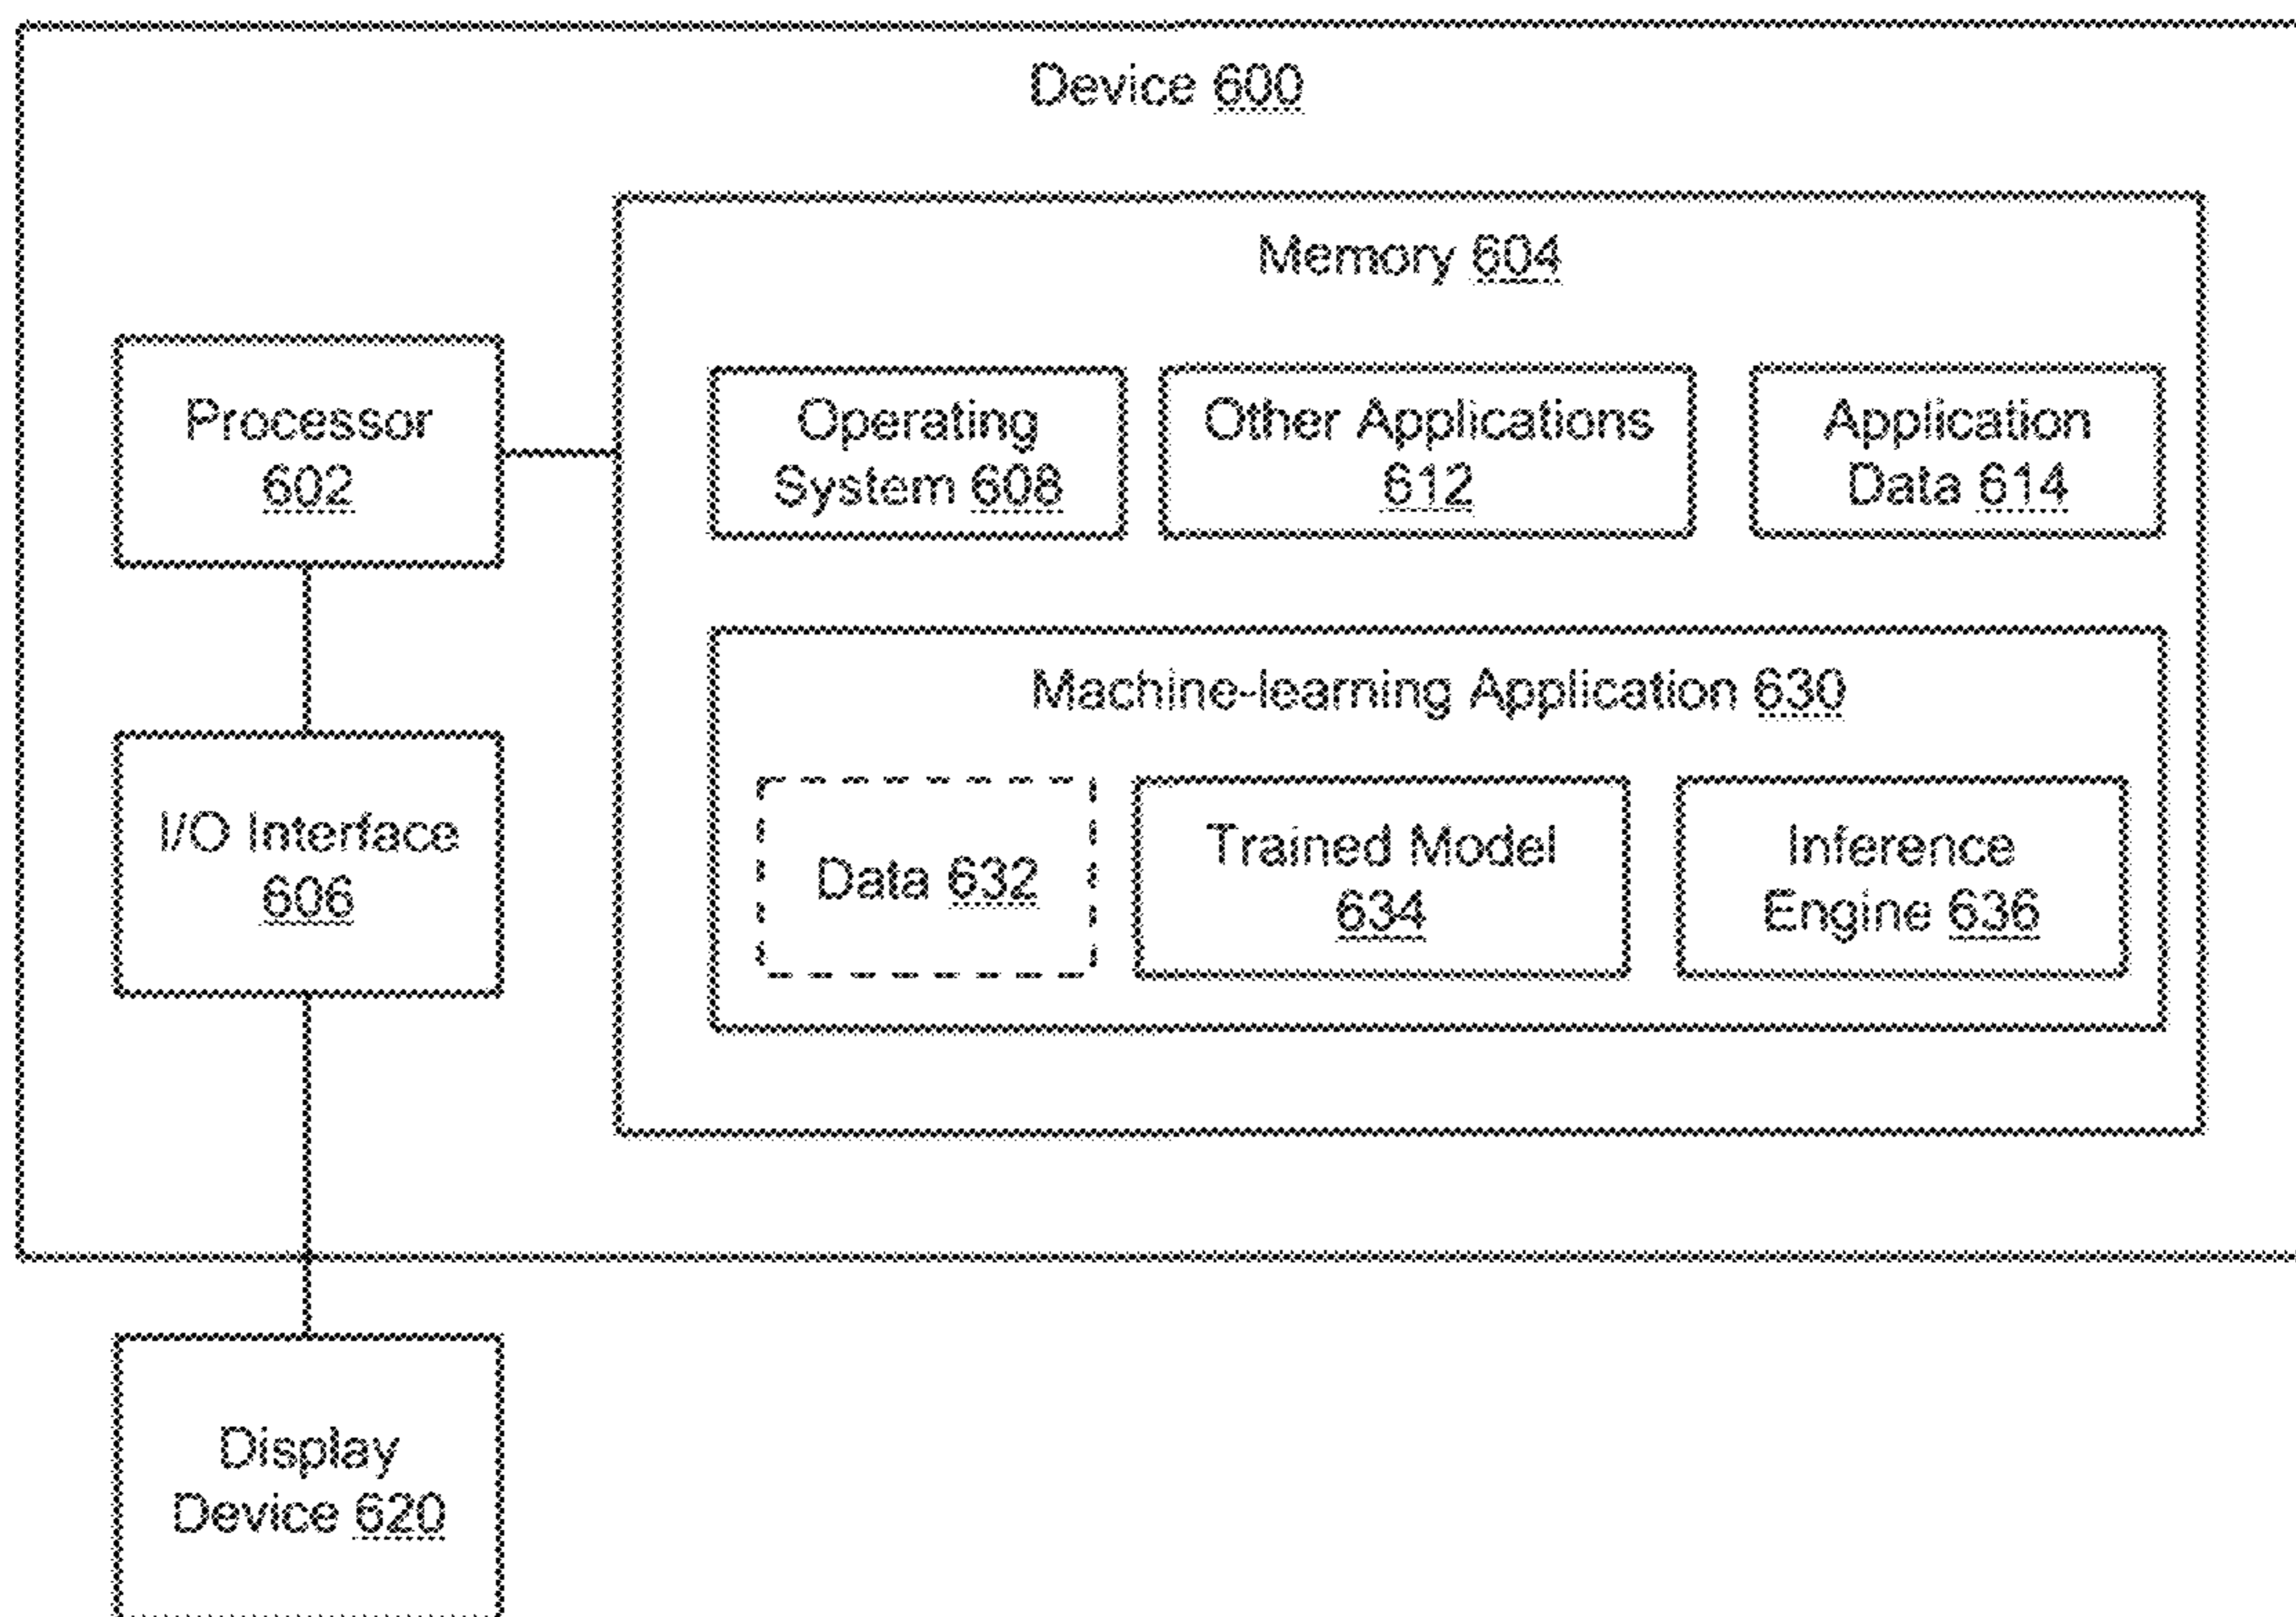 Device 600
Memory 604
Processor
602
Operating
System 608
Other Applications
612
Application
Data 614
Machine-learning Application 630
I/O Interface
606
Data 632
Trained Model
634
Inference
Engine 636
Display
Device 620